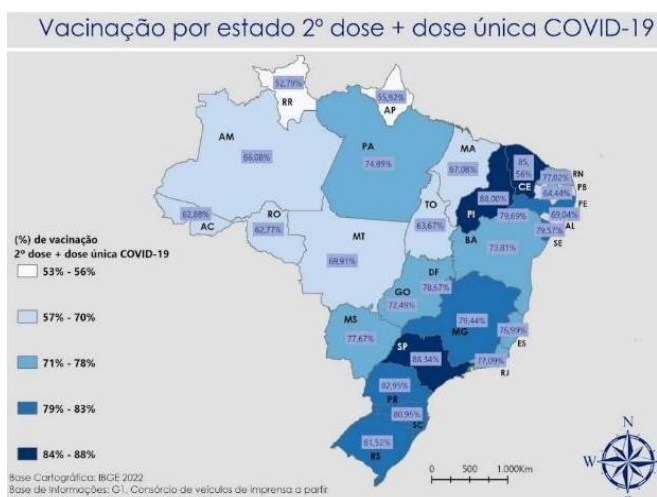 Vacinação por estado 2º dose + dose única COVID-19
52,79%
RR
55,92%
AP
AM
66,08%
PA
74,89%
MA
67,08%
85,
56%
CE
77,02%
RN
64,44%
PB
PE
88,00%
PI
79,69%
69,04%
AL
79,57%
SE
TO
63,67%
62,88%
AC
RO
62,77%
MT
69,91%
BA
73,83%
DF
78,67%
GO
72,49%
MS
77,67%
79,44%
MG
76,99%
ES
SP
88,34%
77,09%
RJ
82,95%
PR
80,95%
SC
81,52%
RS
(%) de vacinação
2º dose + dose única COVID-19
53% - 56%
57% - 70%
71% - 78%
79% - 83%
84% - 88%
N
W
E
S
0 500 1.000Km
Base Cartográfica: IBGE 2022
Base de Informações: G1, Consórcio de veículos de imprensa a partir